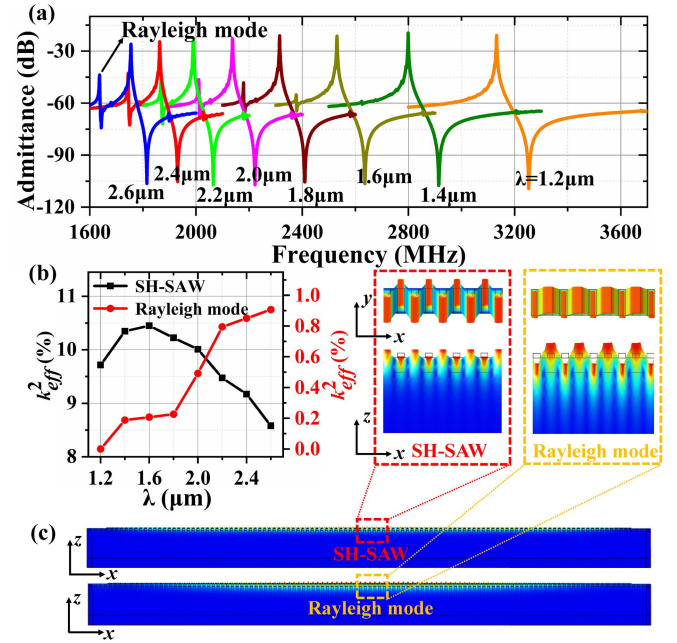 (a)
Rayleigh mode
Admittance (dB)
-30
-60
-90
-120
2.6μm
2.4μm
2.2μm
2.0μm
1.8μm
1.6μm
1.4μm
λ=1.2μm
1600 2000 2400 2800 3200 3600
Frequency (MHz)
(b)
SH-SAW
Rayleigh mode
k²eff (%)
11
10
9
8
1.2 1.6 2.0 2.4
λ (μm)
1.0
0.8
0.6
0.4
0.2
0.0
k²eff (%)
y
x
z
x
SH-SAW
Rayleigh mode
(c)
z
x
SH-SAW
z
x
Rayleigh mode